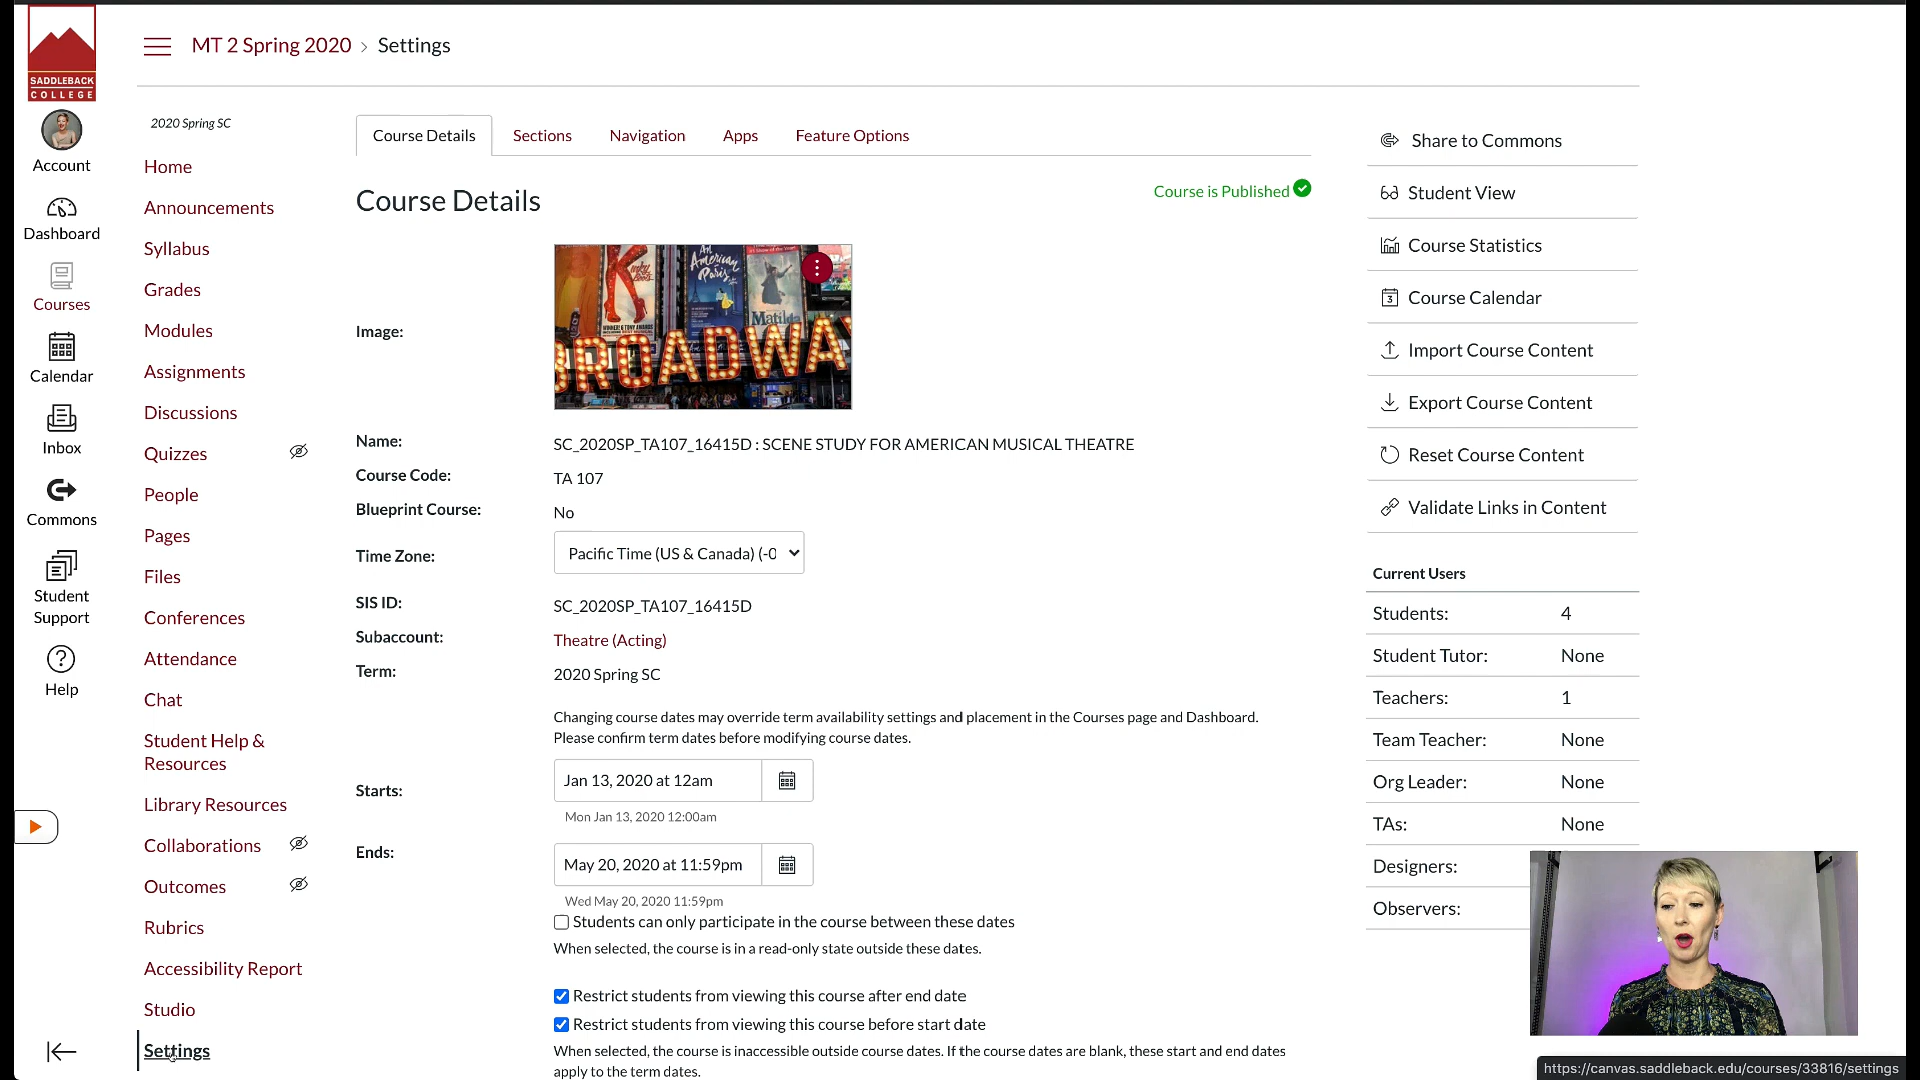 SADDLEBACK
COLLEGE
MT 2 Spring 2020 › Settings
Account
Dashboard
Courses
Calendar
Inbox
Commons
Student
Support
Help
2020 Spring SC
Home
Announcements
Syllabus
Grades
Modules
Assignments
Discussions
Quizzes
People
Pages
Files
Conferences
Attendance
Chat
Student Help &
Resources
Library Resources
Collaborations
Outcomes
Rubrics
Accessibility Report
Studio
Settings
Course Details Sections Navigation Apps Feature Options
Course Details
Course is Published
Image:
An
American
in
Paris
Matilda
BROADWA
Name: SC_2020SP_TA107_16415D : SCENE STUDY FOR AMERICAN MUSICAL THEATRE
Course Code: TA 107
Blueprint Course: No
Time Zone: Pacific Time (US & Canada) (-0
SIS ID: SC_2020SP_TA107_16415D
Subaccount: Theatre (Acting)
Term: 2020 Spring SC
Changing course dates may override term availability settings and placement in the Courses page and Dashboard.
Please confirm term dates before modifying course dates.
Starts: Jan 13, 2020 at 12am
Mon Jan 13, 2020 12:00am
Ends: May 20, 2020 at 11:59pm
Wed May 20, 2020 11:59pm
Students can only participate in the course between these dates
When selected, the course is in a read-only state outside these dates.
Restrict students from viewing this course after end date
Restrict students from viewing this course before start date
When selected, the course is inaccessible outside course dates. If the course dates are blank, these start and end dates
apply to the term dates.
Share to Commons
Student View
Course Statistics
3 Course Calendar
Import Course Content
Export Course Content
Reset Course Content
Validate Links in Content
Current Users
Students: 4
Student Tutor: None
Teachers: 1
Team Teacher: None
Org Leader: None
TAs: None
Designers:
Observers:
https://canvas.saddleback.edu/courses/33816/settings